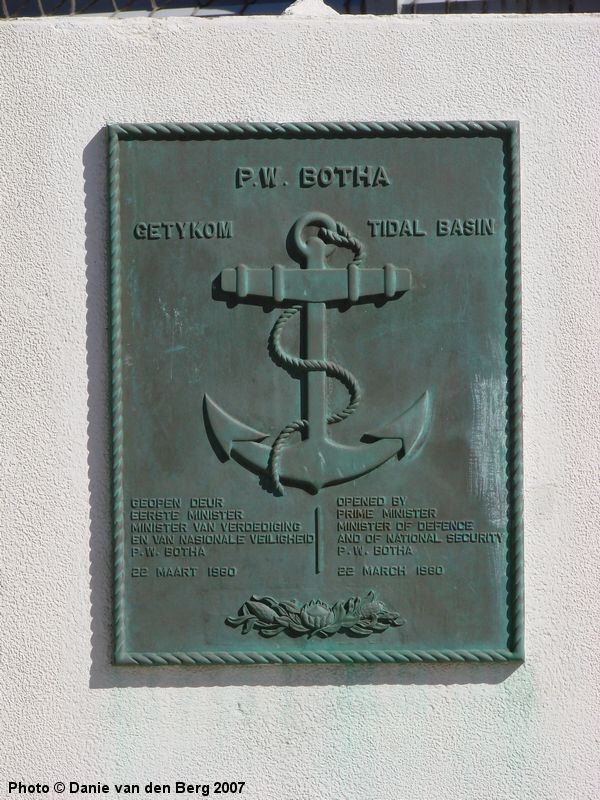 P.W. BOTHA
GETYKOM
TIDAL BASIN
GEOPEN DEUR
EERSTE MINISTER
MINISTER VAN VERDEDIGING
EN VAN NASIONALE VEILIGHEID
P.W. BOTHA
22 MAART 1980
OPENED BY
PRIME MINISTER
MINISTER OF DEFENCE
AND OF NATIONAL SECURITY
P.W. BOTHA
22 MARCH 1980
Photo © Danie van den Berg 2007